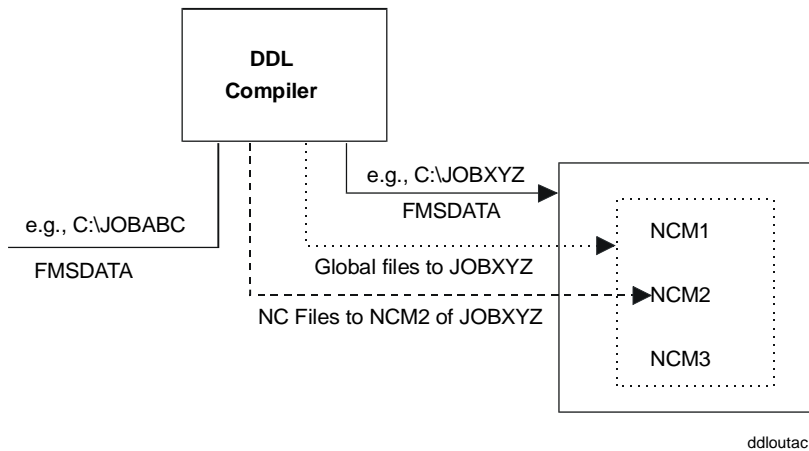 DDL
Compiler
e.g., C:\JOBXYZ
FMSDATA
e.g., C:\JOBABC
FMSDATA
NCM1
Global files to JOBXYZ
NCM2
NC Files to NCM2 of JOBXYZ
NCM3
ddloutac